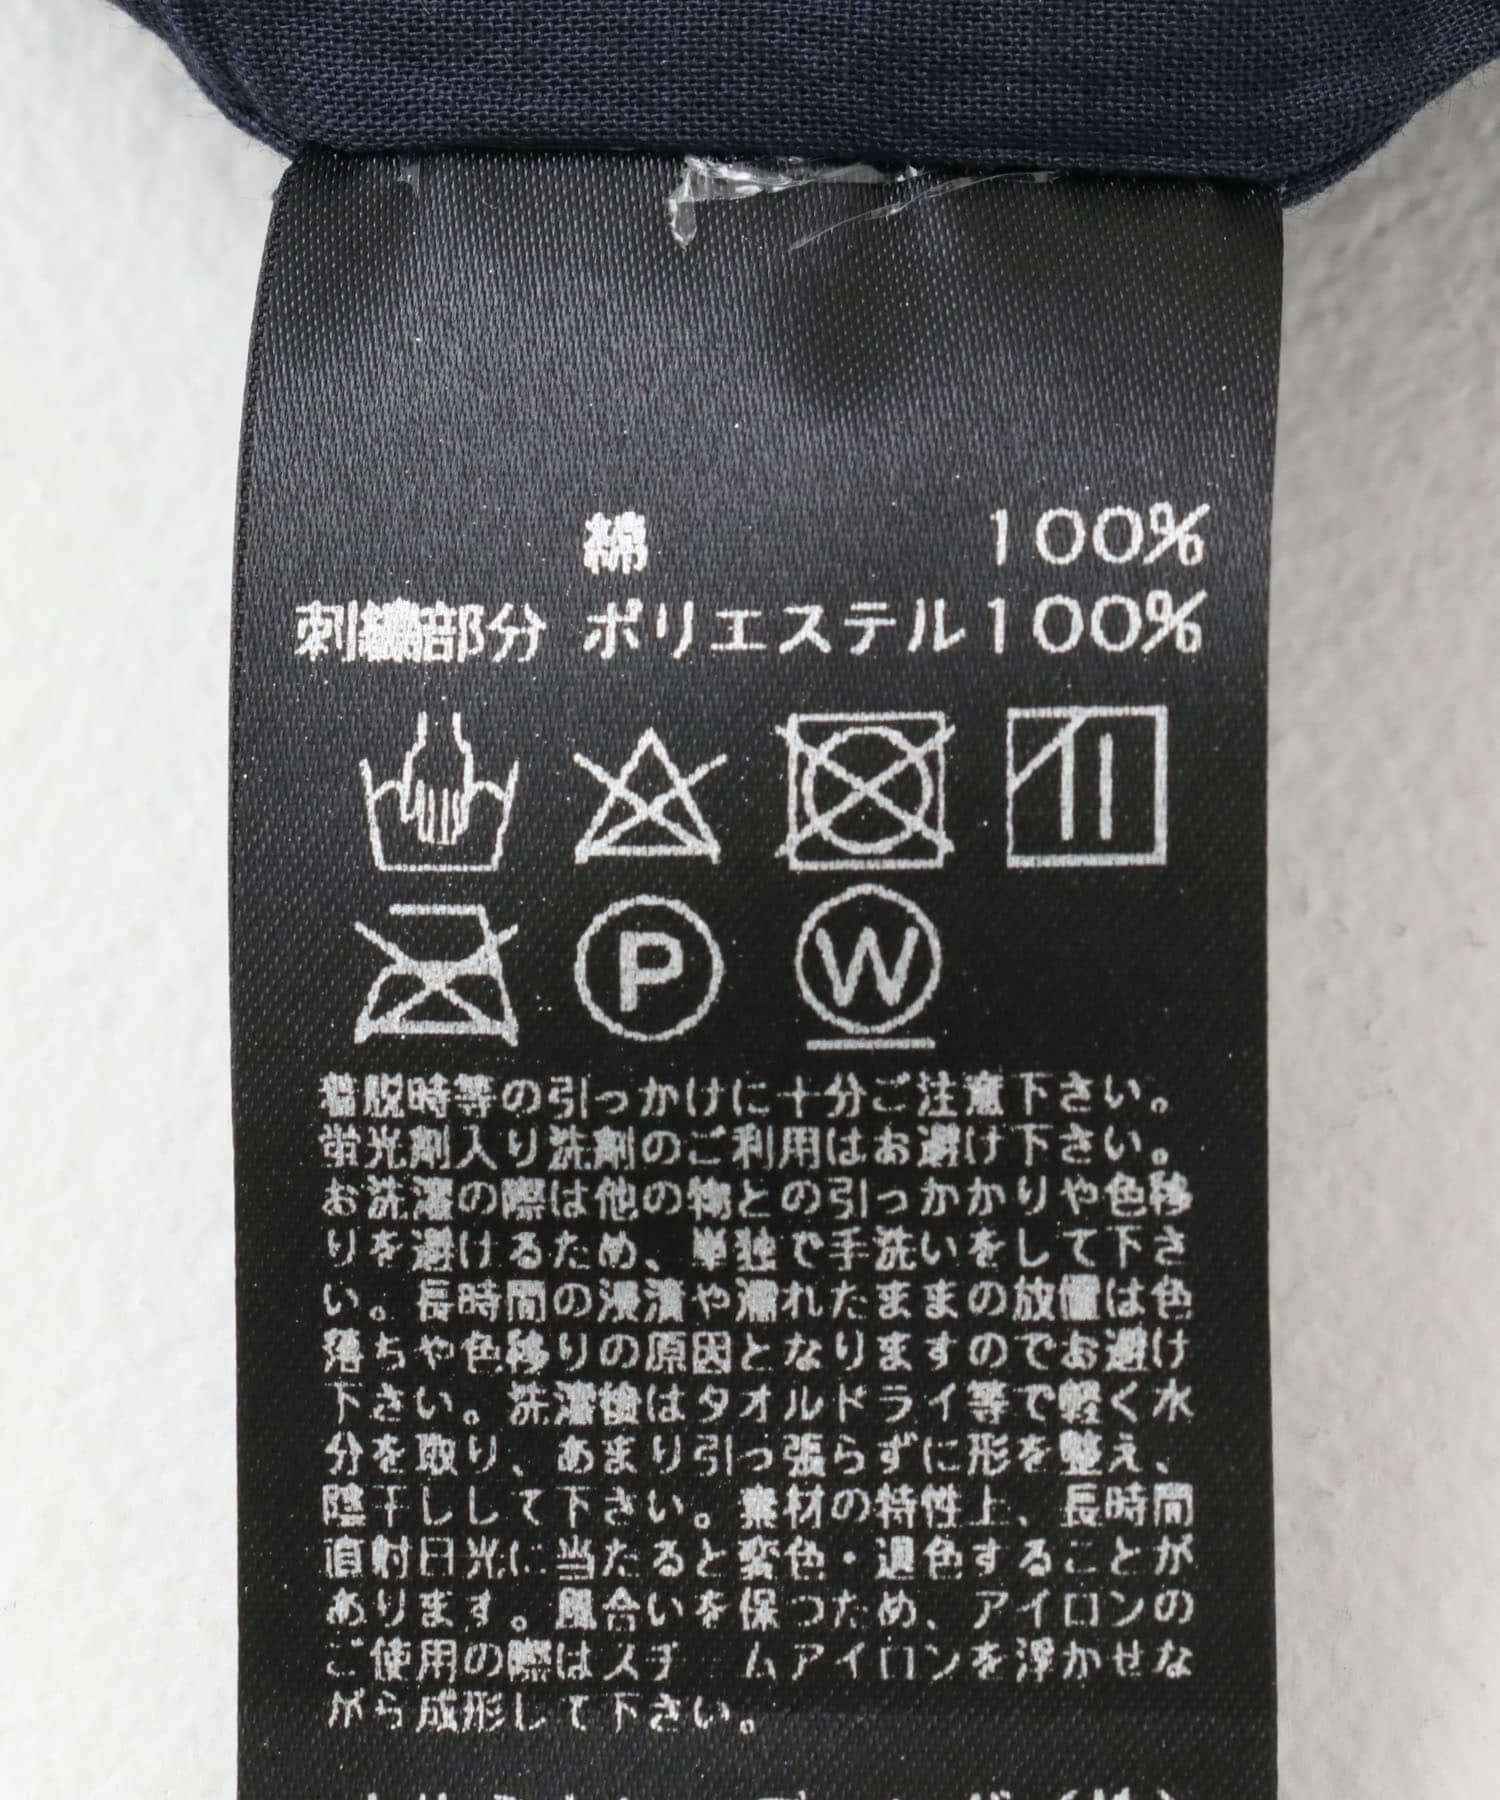 綿 100%
刺繍部分 ポリエステル100%
P W
着脱時等の引っかけに十分ご注意下さい。
蛍光剤入り洗剤のご利用はお避け下さい。
お洗濯の際は他の物との引っかかりや色移
りを避けるため、単独で手洗いをして下さ
い。長時間の浸漬や濡れたままの放置は色
落ちや色移りの原因となりますのでお避け
下さい。洗濯後はタオルドライ等で軽く水
分を取り、あまり引っ張らずに形を整え、
陰干しして下さい。素材の特性上、長時間
直射日光に当たると変色・退色することが
あります。風合いを保つため、アイロンの
ご使用の際はスチームアイロンを浮かせな
がら成形して下さい。